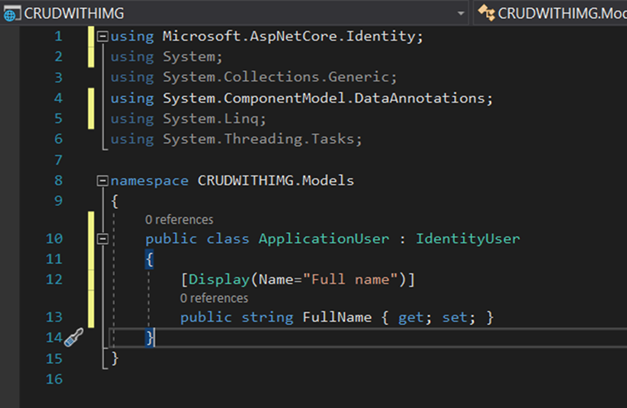 CRUDWITHIMG
CRUDWITHIMG.Mod
1 using Microsoft.AspNetCore.Identity;
2 using System;
3 using System.Collections.Generic;
4 using System.ComponentModel.DataAnnotations;
5 using System.Linq;
6 using System.Threading.Tasks;
7
8 namespace CRUDWITHIMG.Models
9 {
0 references
10 public class ApplicationUser : IdentityUser
11 {
12 [Display(Name="Full name")]
0 references
13 public string FullName { get; set; }
14 }
15 }
16